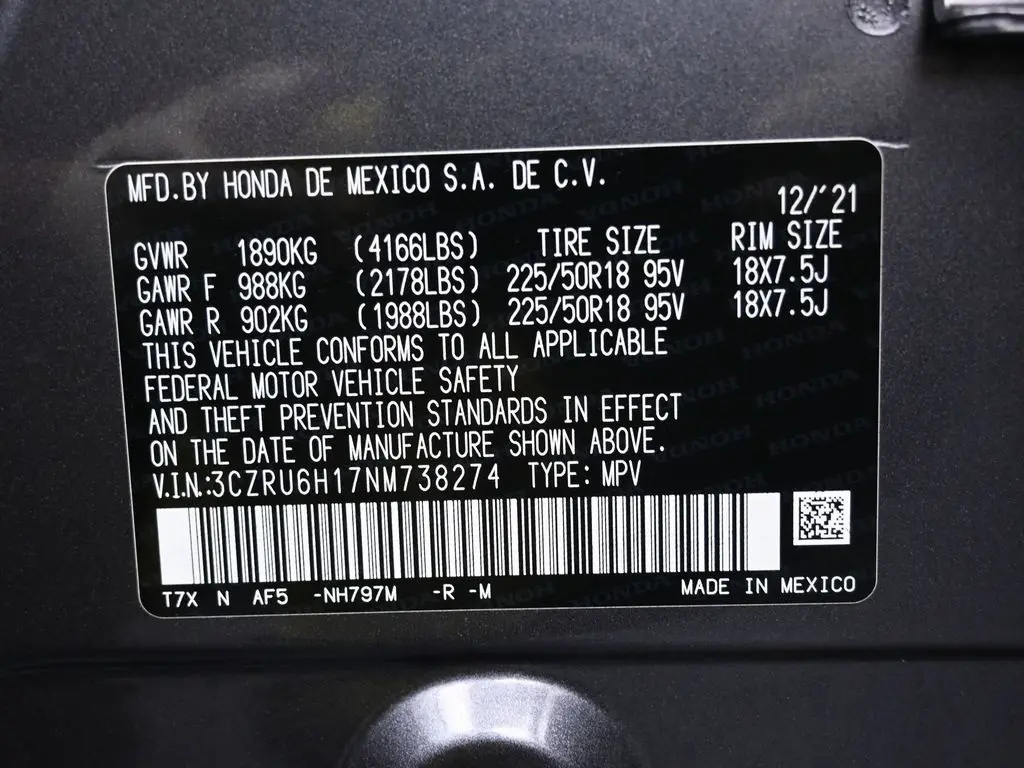 MFD.BY HONDA DE MEXICO S.A. DE C.V.
12/'21
GVWR 1890KG (4166LBS) TIRE SIZE RIM SIZE
GAWR F 988KG (2178LBS) 225/50R18 95V 18X7.5J
GAWR R 902KG (1988LBS) 225/50R18 95V 18X7.5J
THIS VEHICLE CONFORMS TO ALL APPLICABLE
FEDERAL MOTOR VEHICLE SAFETY
AND THEFT PREVENTION STANDARDS IN EFFECT
ON THE DATE OF MANUFACTURE SHOWN ABOVE.
V.I.N.:3CZRU6H17NM738274 TYPE: MPV
T7X N AF5 -NH797M -R -M MADE IN MEXICO